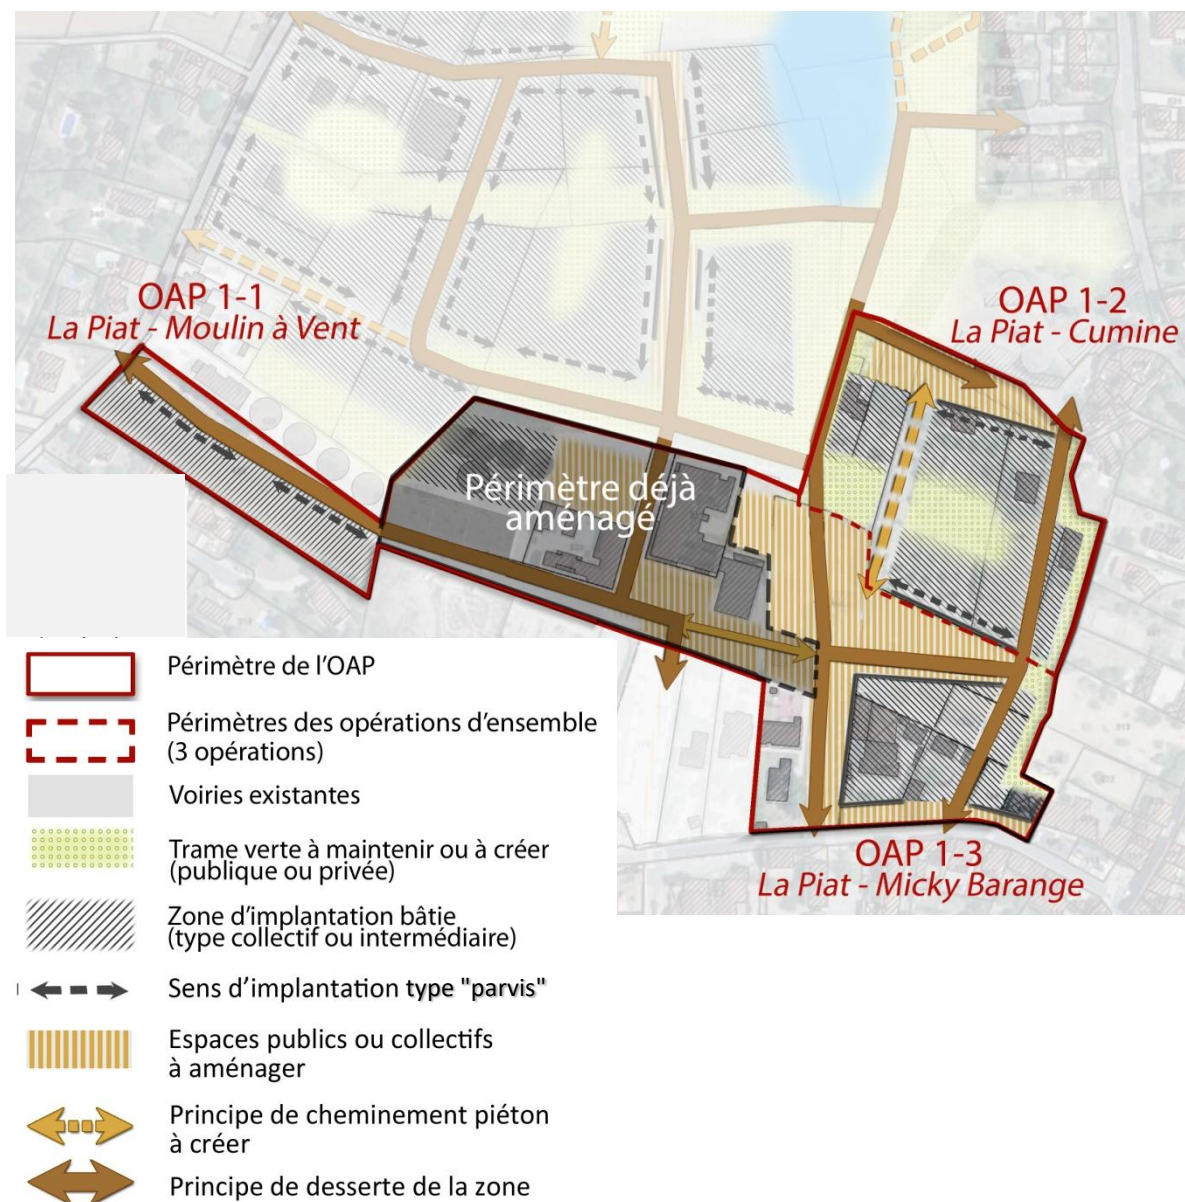 OAP 1-1
La Piat - Moulin à Vent
OAP 1-2
La Piat - Cumine
Périmètre déjà
aménagé
OAP 1-3
La Piat - Micky Barange
Périmètre de l'OAP
Périmètres des opérations d'ensemble
(3 opérations)
Voiries existantes
Trame verte à maintenir ou à créer
(publique ou privée)
Zone d'implantation bâtie
(type collectif ou intermédiaire)
Sens d'implantation type "parvis"
Espaces publics ou collectifs
à aménager
Principe de cheminement piéton
à créer
Principe de desserte de la zone